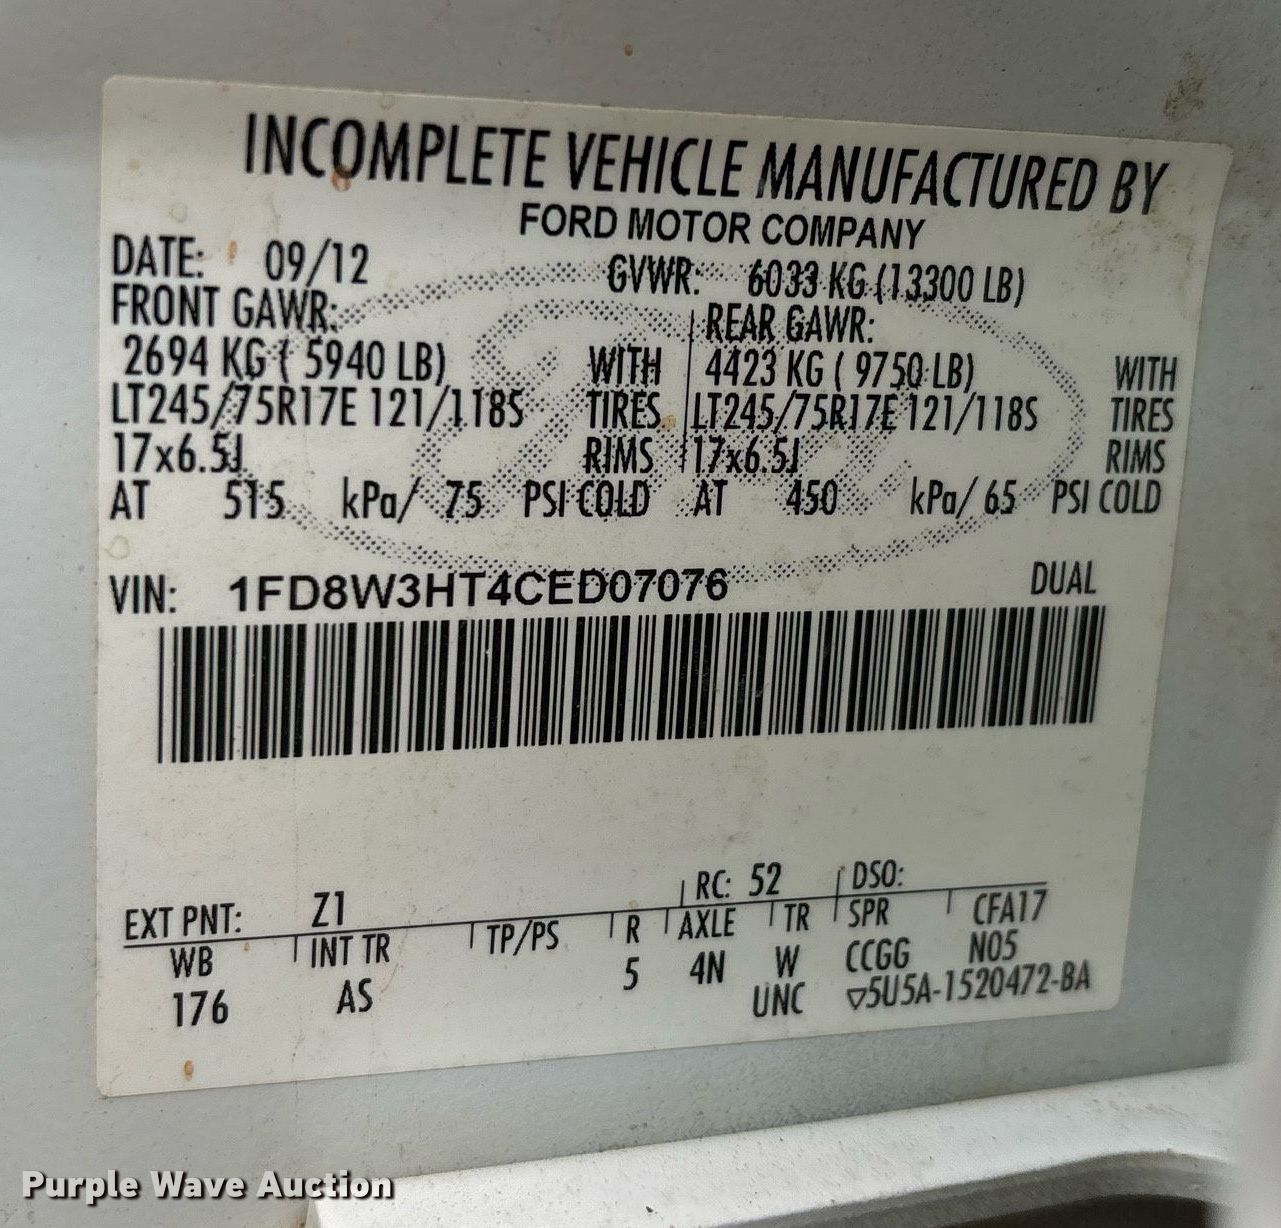 INCOMPLETE VEHICLE MANUFACTURED BY
FORD MOTOR COMPANY
DATE: 09/12 GVWR: 6033 KG (13300 LB)
FRONT GAWR: REAR GAWR:
2694 KG ( 5940 LB) WITH 4423 KG ( 9750 LB) WITH
LT245/75R17E 121/118S TIRES LT245/75R17E 121/118S TIRES
17x6.5J RIMS 17x6.5J RIMS
AT 515 kPa/ 75 PSI COLD AT 450 kPa/ 65 PSI COLD
VIN: 1FD8W3HT4CED07076 DUAL
EXT PNT: Z1 RC: 52 DSO:
WB INT TR TP/PS R AXLE TR SPR CFA17
176 AS 5 4N W CCGG N05
UNC ▽5U5A-1520472-BA
Purple Wave Auction